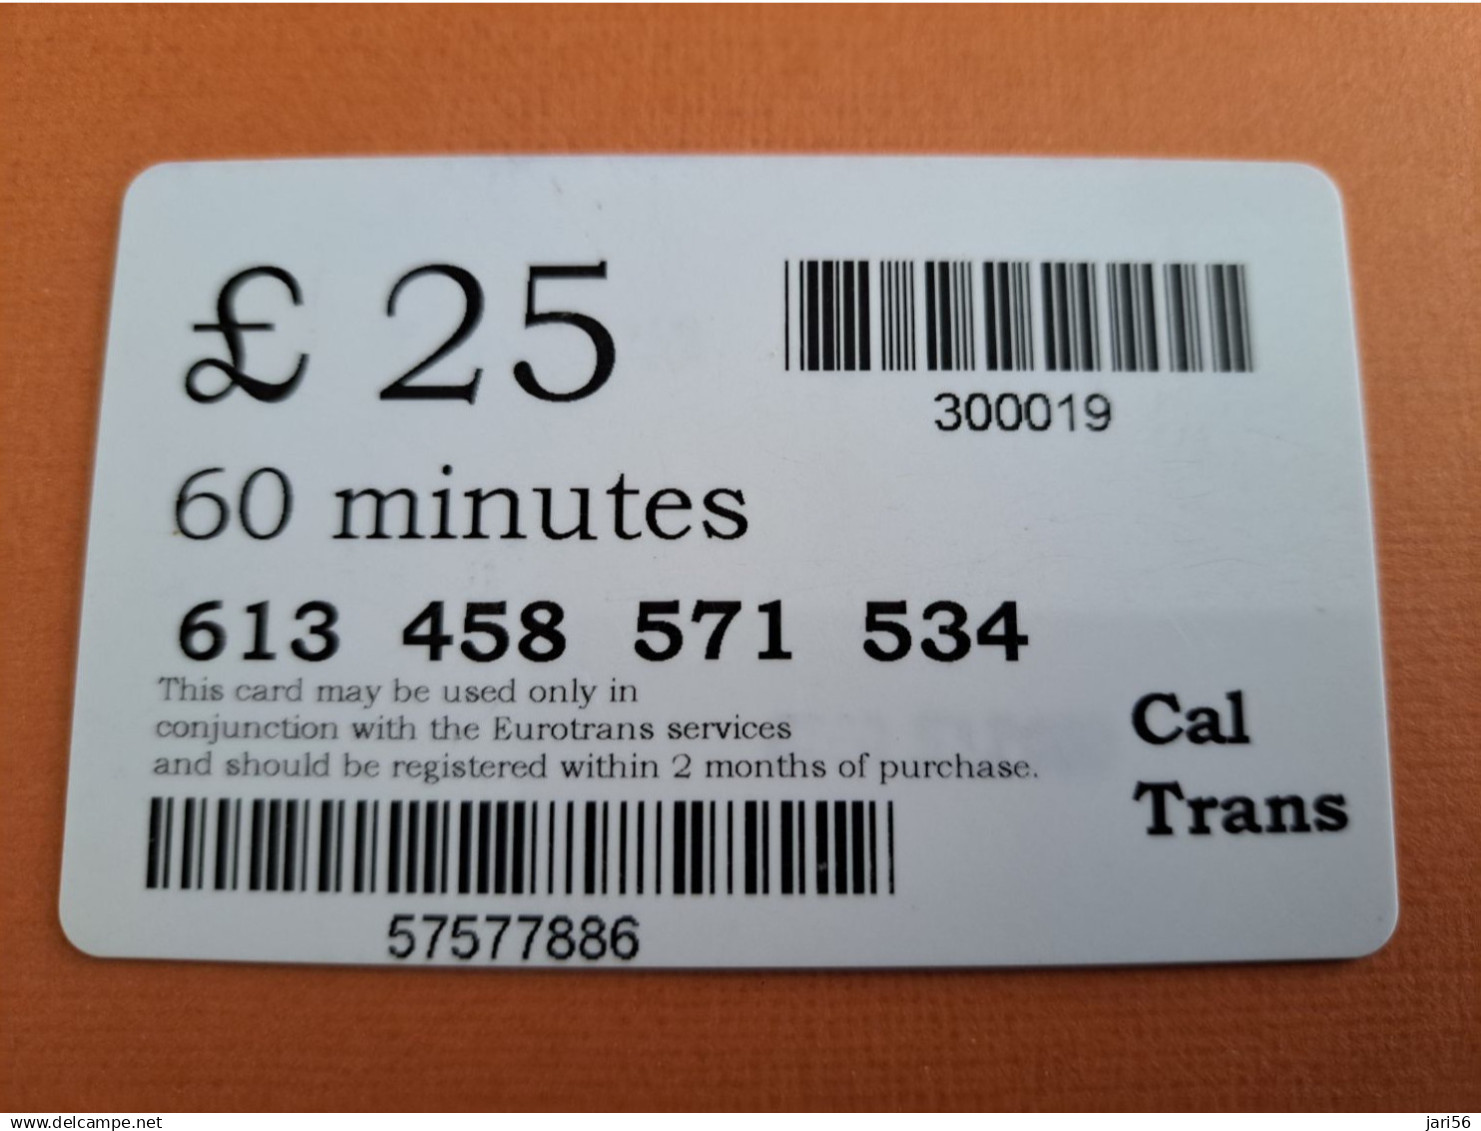 £ 25
300019
60 minutes
613 458 571 534
This card may be used only in
conjunction with the Eurotrans services
and should be registered within 2 months of purchase.
Cal
Trans
57577886
www.delcampe.net
jari56